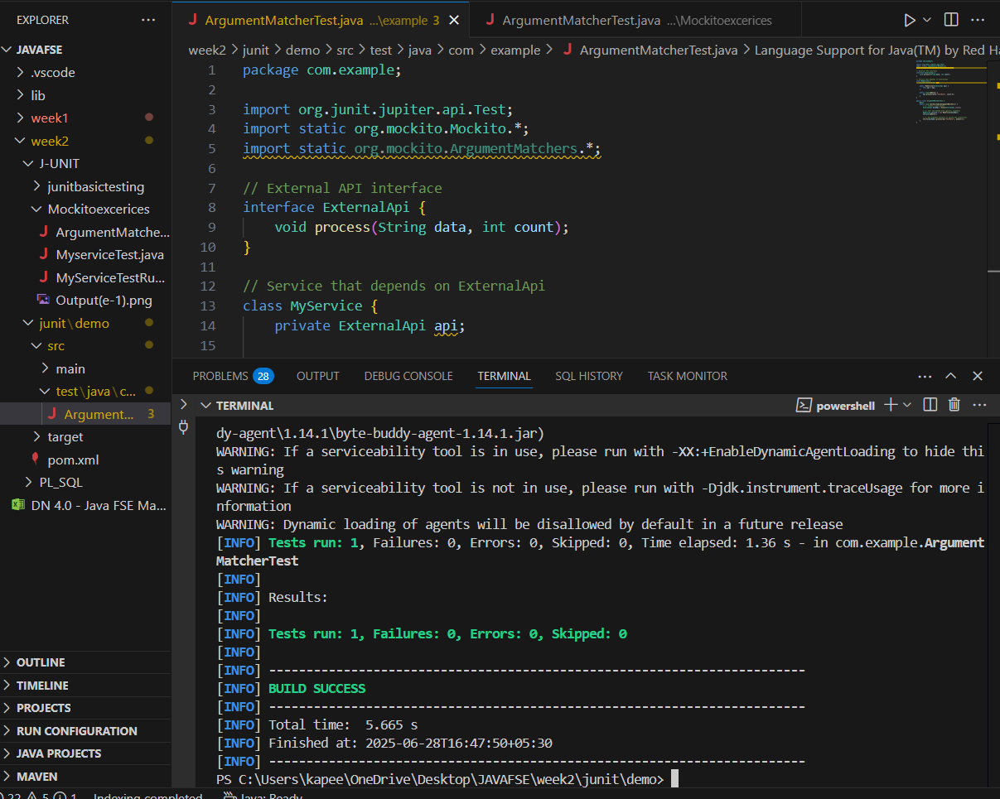 EXPLORER ···
JAVAFSE
.vscode
lib
week1
week2
J-UNIT
junitbasictesting
Mockitoexcerices
J ArgumentMatche...
J MyserviceTest.java
J MyServiceTestRu...
Output(e-1).png
junit\demo
src
main
test\java\c...
J Argument... 3
target
pom.xml
PL_SQL
DN 4.0 - Java FSE Ma...
OUTLINE
TIMELINE
PROJECTS
RUN CONFIGURATION
JAVA PROJECTS
MAVEN
J ArgumentMatcherTest.java ...\example 3
J ArgumentMatcherTest.java ...\Mockitoexcerices
week2 > junit > demo > src > test > java > com > example > J ArgumentMatcherTest.java > Language Support for Java(TM) by Red Ha
1 package com.example;
2
3 import org.junit.jupiter.api.Test;
4 import static org.mockito.Mockito.*;
5 import static org.mockito.ArgumentMatchers.*;
6
7 // External API interface
8 interface ExternalApi {
9 void process(String data, int count);
10 }
11
12 // Service that depends on ExternalApi
13 class MyService {
14 private ExternalApi api;
15
PROBLEMS 28 OUTPUT DEBUG CONSOLE TERMINAL SQL HISTORY TASK MONITOR
TERMINAL powershell
dy-agent\1.14.1\byte-buddy-agent-1.14.1.jar)
WARNING: If a serviceability tool is in use, please run with -XX:+EnableDynamicAgentLoading to hide thi
s warning
WARNING: If a serviceability tool is not in use, please run with -Djdk.instrument.traceUsage for more i
nformation
WARNING: Dynamic loading of agents will be disallowed by default in a future release
[INFO] Tests run: 1, Failures: 0, Errors: 0, Skipped: 0, Time elapsed: 1.36 s - in com.example.Argument
MatcherTest
[INFO]
[INFO] Results:
[INFO]
[INFO] Tests run: 1, Failures: 0, Errors: 0, Skipped: 0
[INFO]
[INFO] ------------------------------------------------------------------------
[INFO] BUILD SUCCESS
[INFO] ------------------------------------------------------------------------
[INFO] Total time:  5.665 s
[INFO] Finished at: 2025-06-28T16:47:50+05:30
[INFO] ------------------------------------------------------------------------
PS C:\Users\kapee\OneDrive\Desktop\JAVAFSE\week2\junit\demo>
22 5 1 Indexing completed Java: Ready